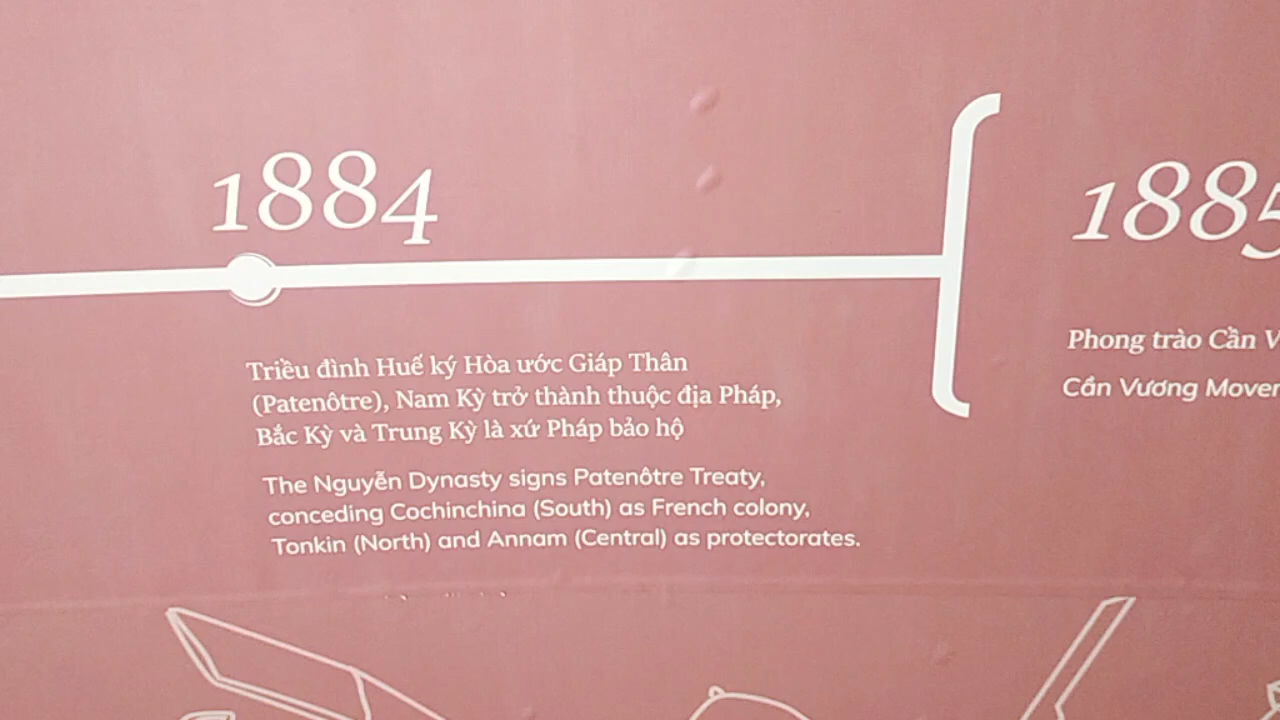 1884
Triều đình Huế ký Hòa ước Giáp Thân
(Patenôtre), Nam Kỳ trở thành thuộc địa Pháp,
Bắc Kỳ và Trung Kỳ là xứ Pháp bảo hộ
The Nguyễn Dynasty signs Patenôtre Treaty,
conceding Cochinchina (South) as French colony,
Tonkin (North) and Annam (Central) as protectorates.
1885
Phong trào Cần
Cần Vương